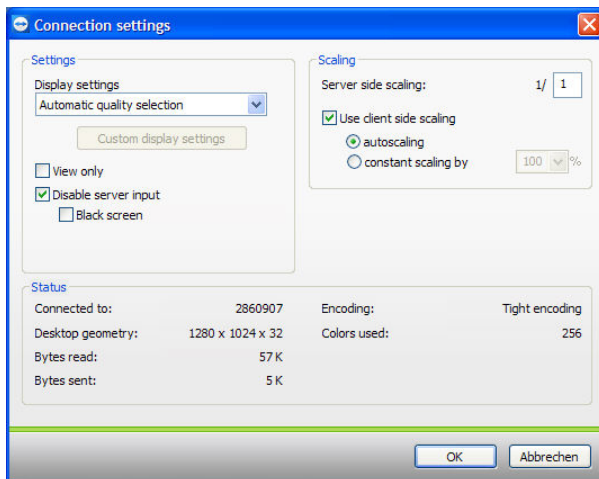 Connection settings
Settings
Display settings
Automatic quality selection
Custom display settings
View only
Disable server input
Black screen
Scaling
Server side scaling: 1/ 1
Use client side scaling
autoscaling
constant scaling by 100 %
Status
Connected to: 2860907
Desktop geometry: 1280 x 1024 x 32
Bytes read: 57 K
Bytes sent: 5 K
Encoding: Tight encoding
Colors used: 256
OK Abbrechen